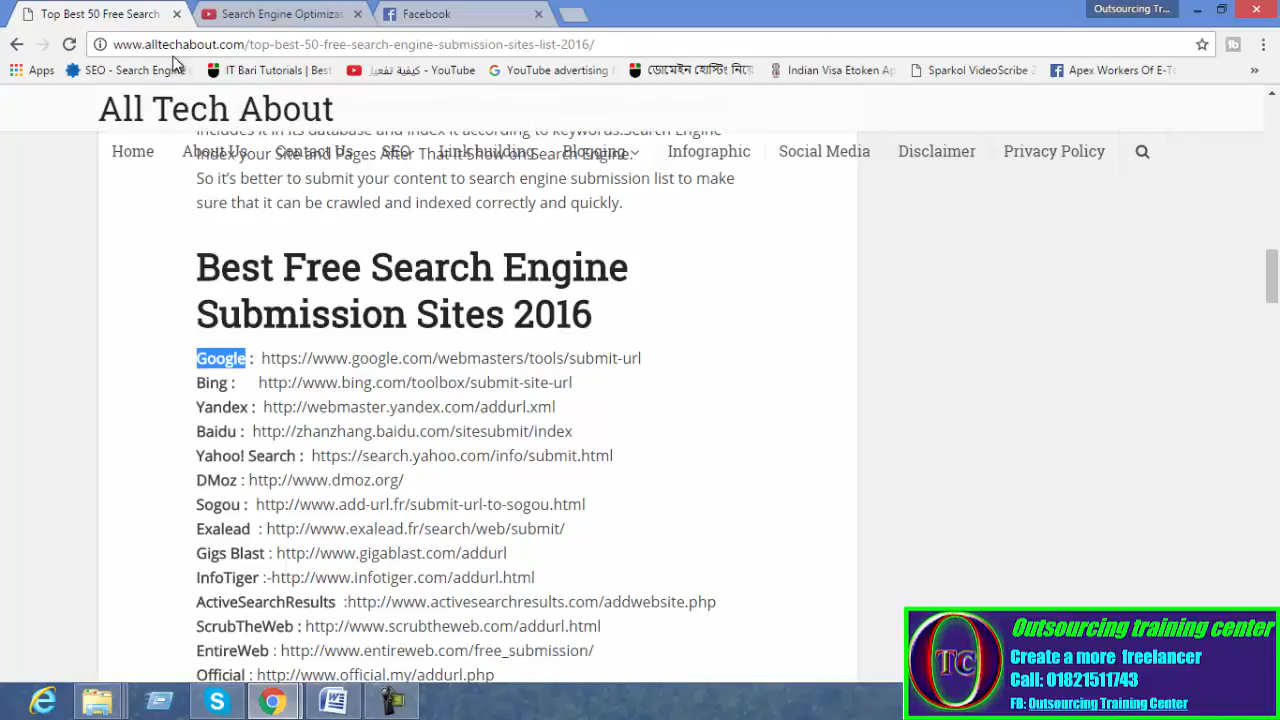 Top Best 50 Free Search
Search Engine Optimizat
Facebook
Outsourcing Tr...
www.alltechabout.com/top-best-50-free-search-engine-submission-sites-list-2016/
Apps
SEO - Search Engine
IT Bari Tutorials | Best
كيفية تفعيل - YouTube
YouTube advertising
ডোমেইন হোস্টিং নিয়ে
Indian Visa Etoken Ap
Sparkol VideoScribe 2
Apex Workers Of E-To
»
All Tech About
includes it in its database and index it according to keywords.Search Engine
Home
About Us
Contact Us
SEO
Link building
Blogging
Infographic
Social Media
Disclaimer
Privacy Policy
Index your Site and Pages After That It Show on Search Engine.
So it's better to submit your content to search engine submission list to make
sure that it can be crawled and indexed correctly and quickly.
Best Free Search Engine
Submission Sites 2016
Google : https://www.google.com/webmasters/tools/submit-url
Bing : http://www.bing.com/toolbox/submit-site-url
Yandex : http://webmaster.yandex.com/addurl.xml
Baidu : http://zhanzhang.baidu.com/sitesubmit/index
Yahoo! Search : https://search.yahoo.com/info/submit.html
DMoz : http://www.dmoz.org/
Sogou : http://www.add-url.fr/submit-url-to-sogou.html
Exalead : http://www.exalead.fr/search/web/submit/
Gigs Blast : http://www.gigablast.com/addurl
InfoTiger :-http://www.infotiger.com/addurl.html
ActiveSearchResults :http://www.activesearchresults.com/addwebsite.php
ScrubTheWeb : http://www.scrubtheweb.com/addurl.html
EntireWeb : http://www.entireweb.com/free_submission/
Official : http://www.official.my/addurl.php
OTC
Outsourcing training center
Create a more freelancer
Call: 01821511743
FB: Outsourcing Training Center